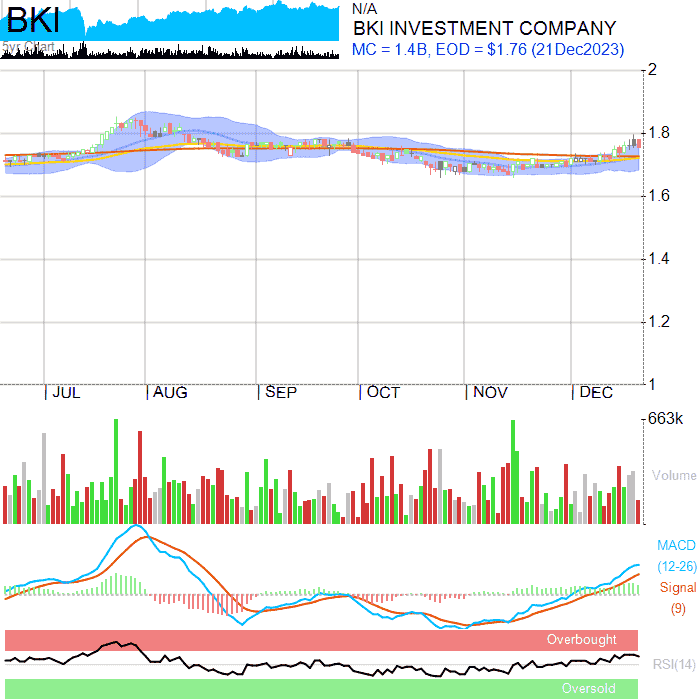 BKI
5yr Chart
N/A
BKI INVESTMENT COMPANY
MC = 1.4B, EOD = $1.76 (21Dec2023)
2
1.8
1.6
1.4
1.2
1
JUL AUG SEP OCT NOV DEC
663k
Volume
MACD
(12-26)
Signal
(9)
Overbought
RSI(14)
Oversold